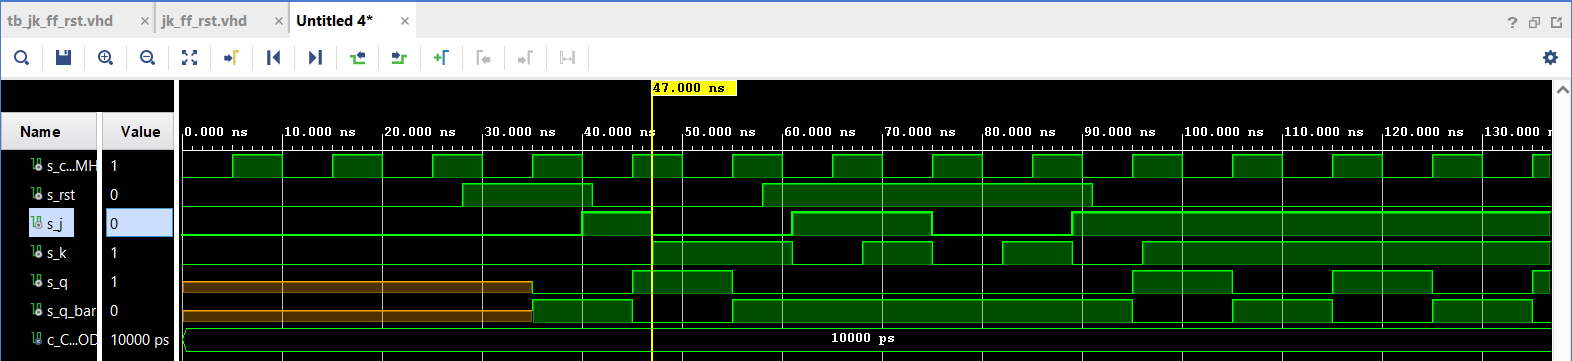 tb_jk_ff_rst.vhd × jk_ff_rst.vhd × Untitled 4* ×
?
47.000 ns
Name Value
0.000 ns 10.000 ns 20.000 ns 30.000 ns 40.000 ns 50.000 ns 60.000 ns 70.000 ns 80.000 ns 90.000 ns 100.000 ns 110.000 ns 120.000 ns 130.000 n
s_c...MH 1
s_rst 0
s_j 0
s_k 1
s_q 1
s_q_bar 0
c_C...OD 10000 ps 10000 ps